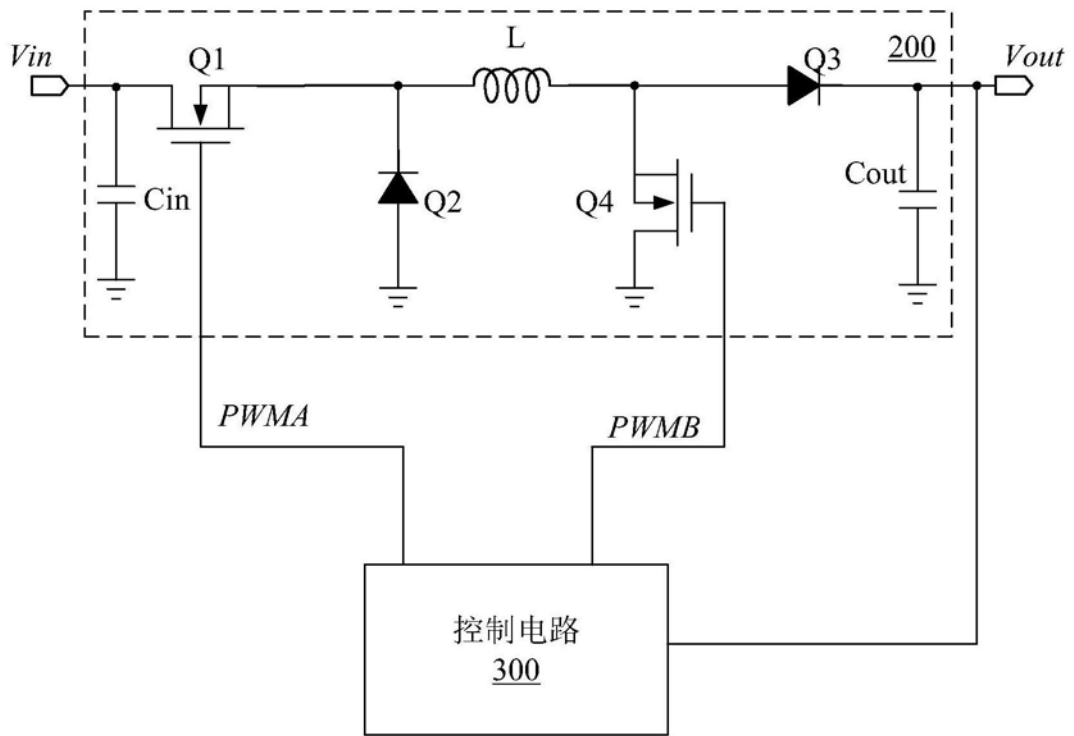 Vin
Q1
L
Q3
200
Vout
Cin
Q2
Q4
Cout
PWMA
PWMB
控制电路
300